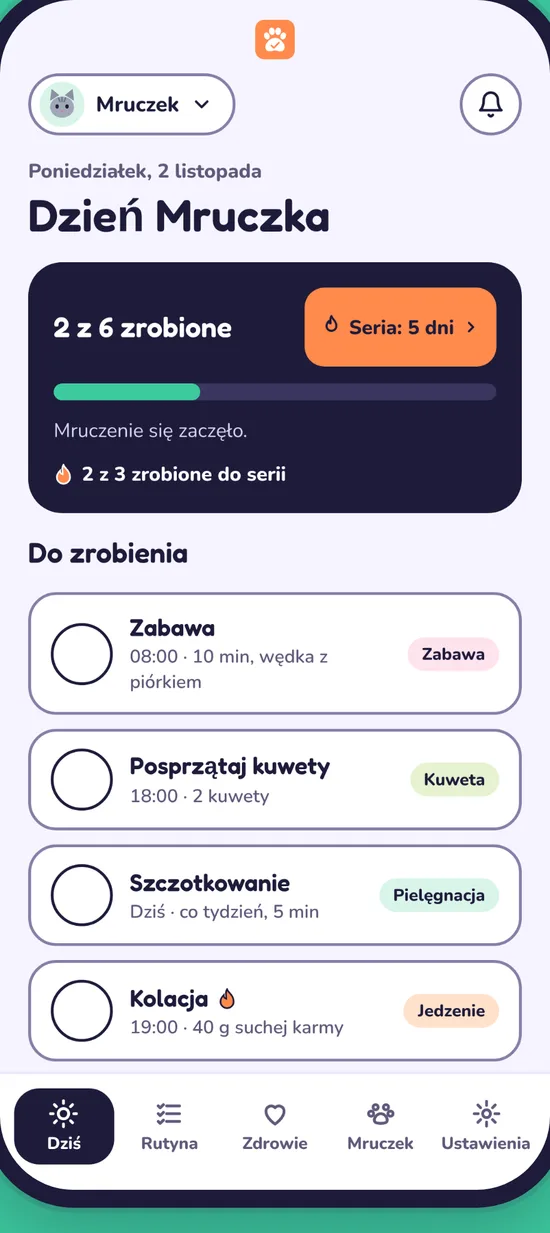 Mruczek
Poniedziałek, 2 listopada
Dzień Mruczka
2 z 6 zrobione
Seria: 5 dni
Mruczenie się zaczęło.
2 z 3 zrobione do serii
Do zrobienia
Zabawa
08:00 · 10 min, wędka z
piórkiem
Zabawa
Posprzątaj kuwety
18:00 · 2 kuwety
Kuweta
Szczotkowanie
Dziś · co tydzień, 5 min
Pielęgnacja
Kolacja
19:00 · 40 g suchej karmy
Jedzenie
Dziś
Rutyna
Zdrowie
Mruczek
Ustawienia